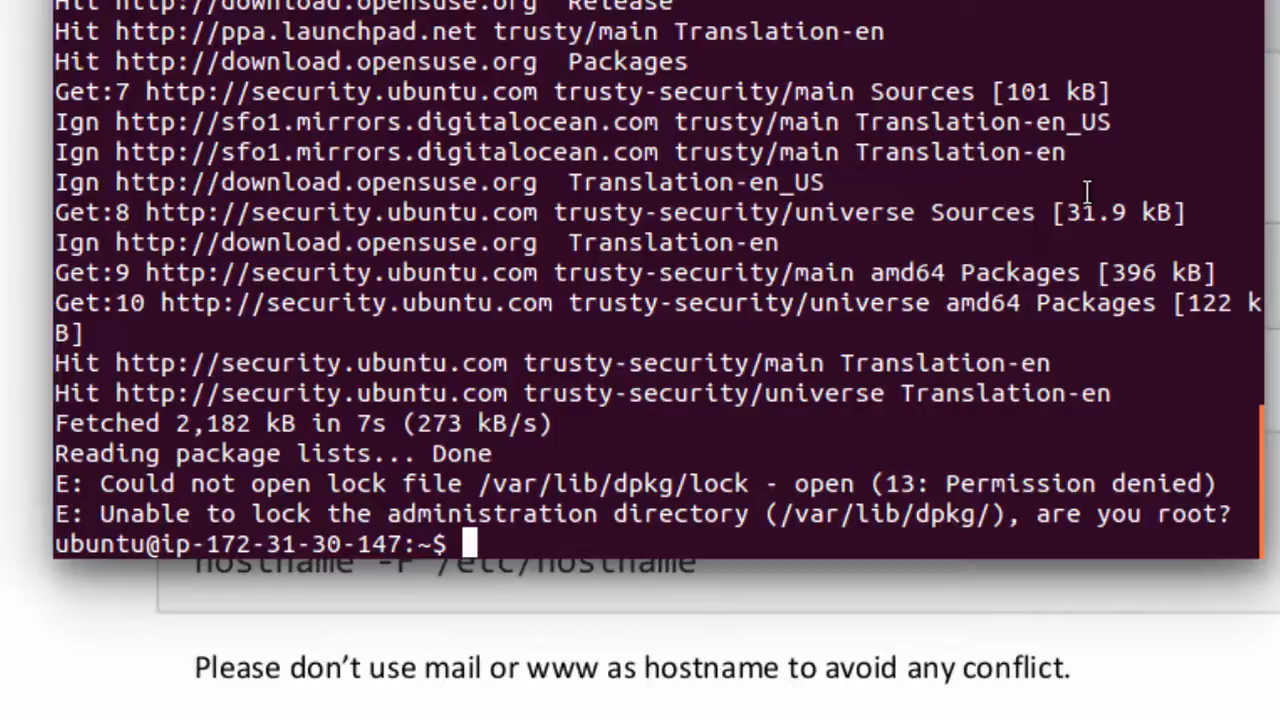 Hit http://download.opensuse.org  Release
Hit http://ppa.launchpad.net trusty/main Translation-en
Hit http://download.opensuse.org  Packages
Get:7 http://security.ubuntu.com trusty-security/main Sources [101 kB]
Ign http://sfo1.mirrors.digitalocean.com trusty/main Translation-en_US
Ign http://sfo1.mirrors.digitalocean.com trusty/main Translation-en
Ign http://download.opensuse.org  Translation-en_US
Get:8 http://security.ubuntu.com trusty-security/universe Sources [31.9 kB]
Ign http://download.opensuse.org  Translation-en
Get:9 http://security.ubuntu.com trusty-security/main amd64 Packages [396 kB]
Get:10 http://security.ubuntu.com trusty-security/universe amd64 Packages [122 k
B]
Hit http://security.ubuntu.com trusty-security/main Translation-en
Hit http://security.ubuntu.com trusty-security/universe Translation-en
Fetched 2,182 kB in 7s (273 kB/s)
Reading package lists... Done
E: Could not open lock file /var/lib/dpkg/lock - open (13: Permission denied)
E: Unable to lock the administration directory (/var/lib/dpkg/), are you root?
ubuntu@ip-172-31-30-147:~$
hostname -F /etc/hostname
Please don’t use mail or www as hostname to avoid any conflict.